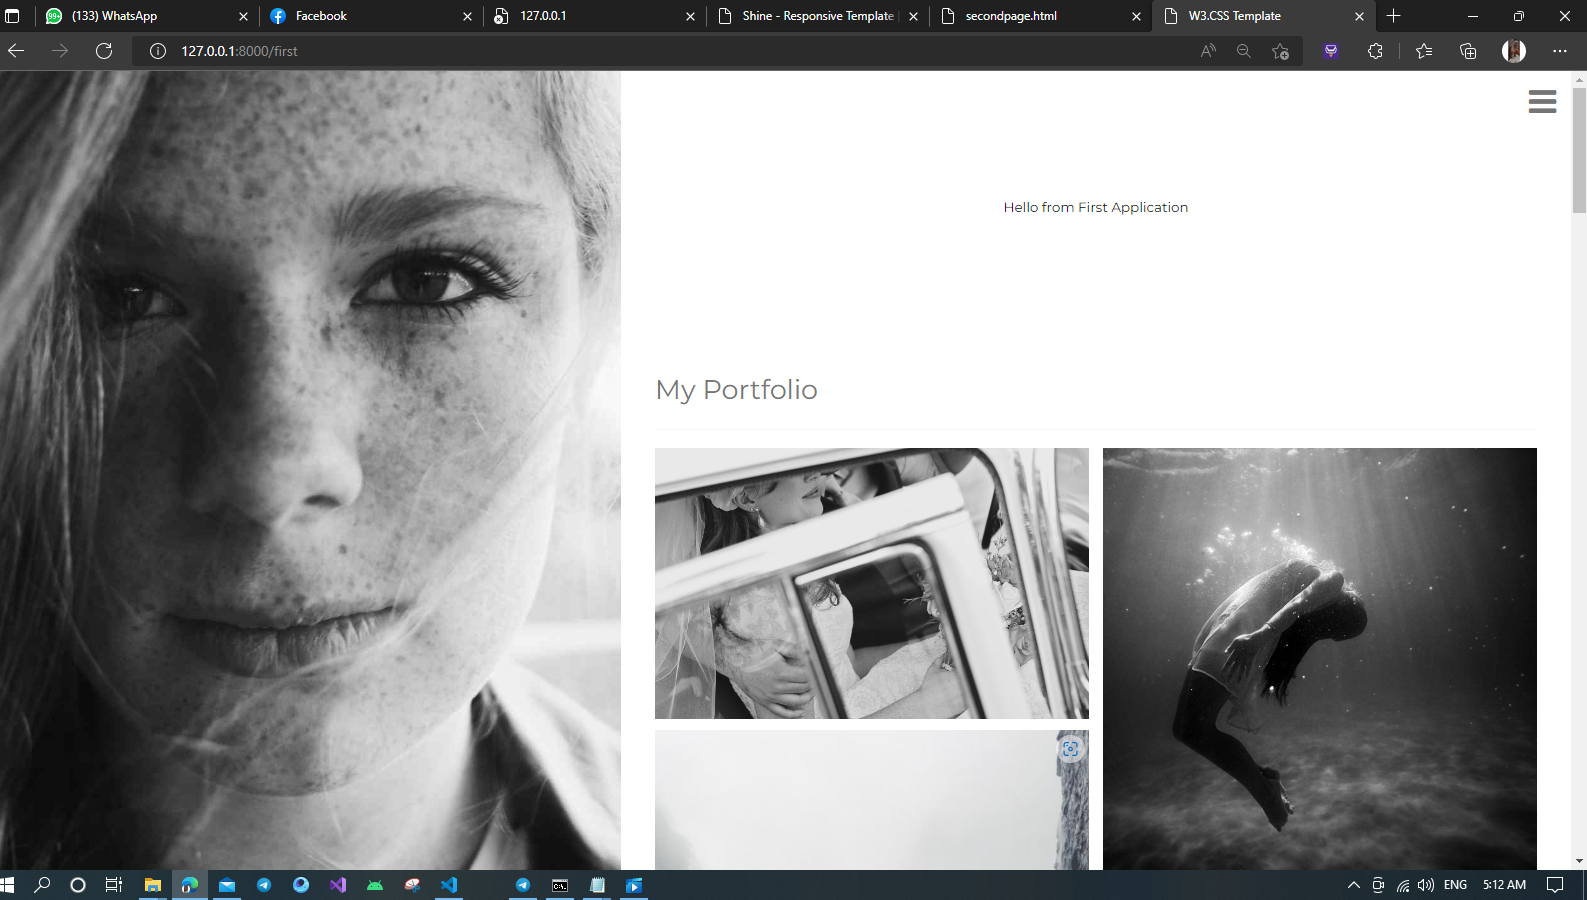 99+
(133) WhatsApp
Facebook
127.0.0.1
Shine - Responsive Template |
secondpage.html
W3.CSS Template
127.0.0.1:8000/first
Hello from First Application
My Portfolio
ENG
5:12 AM